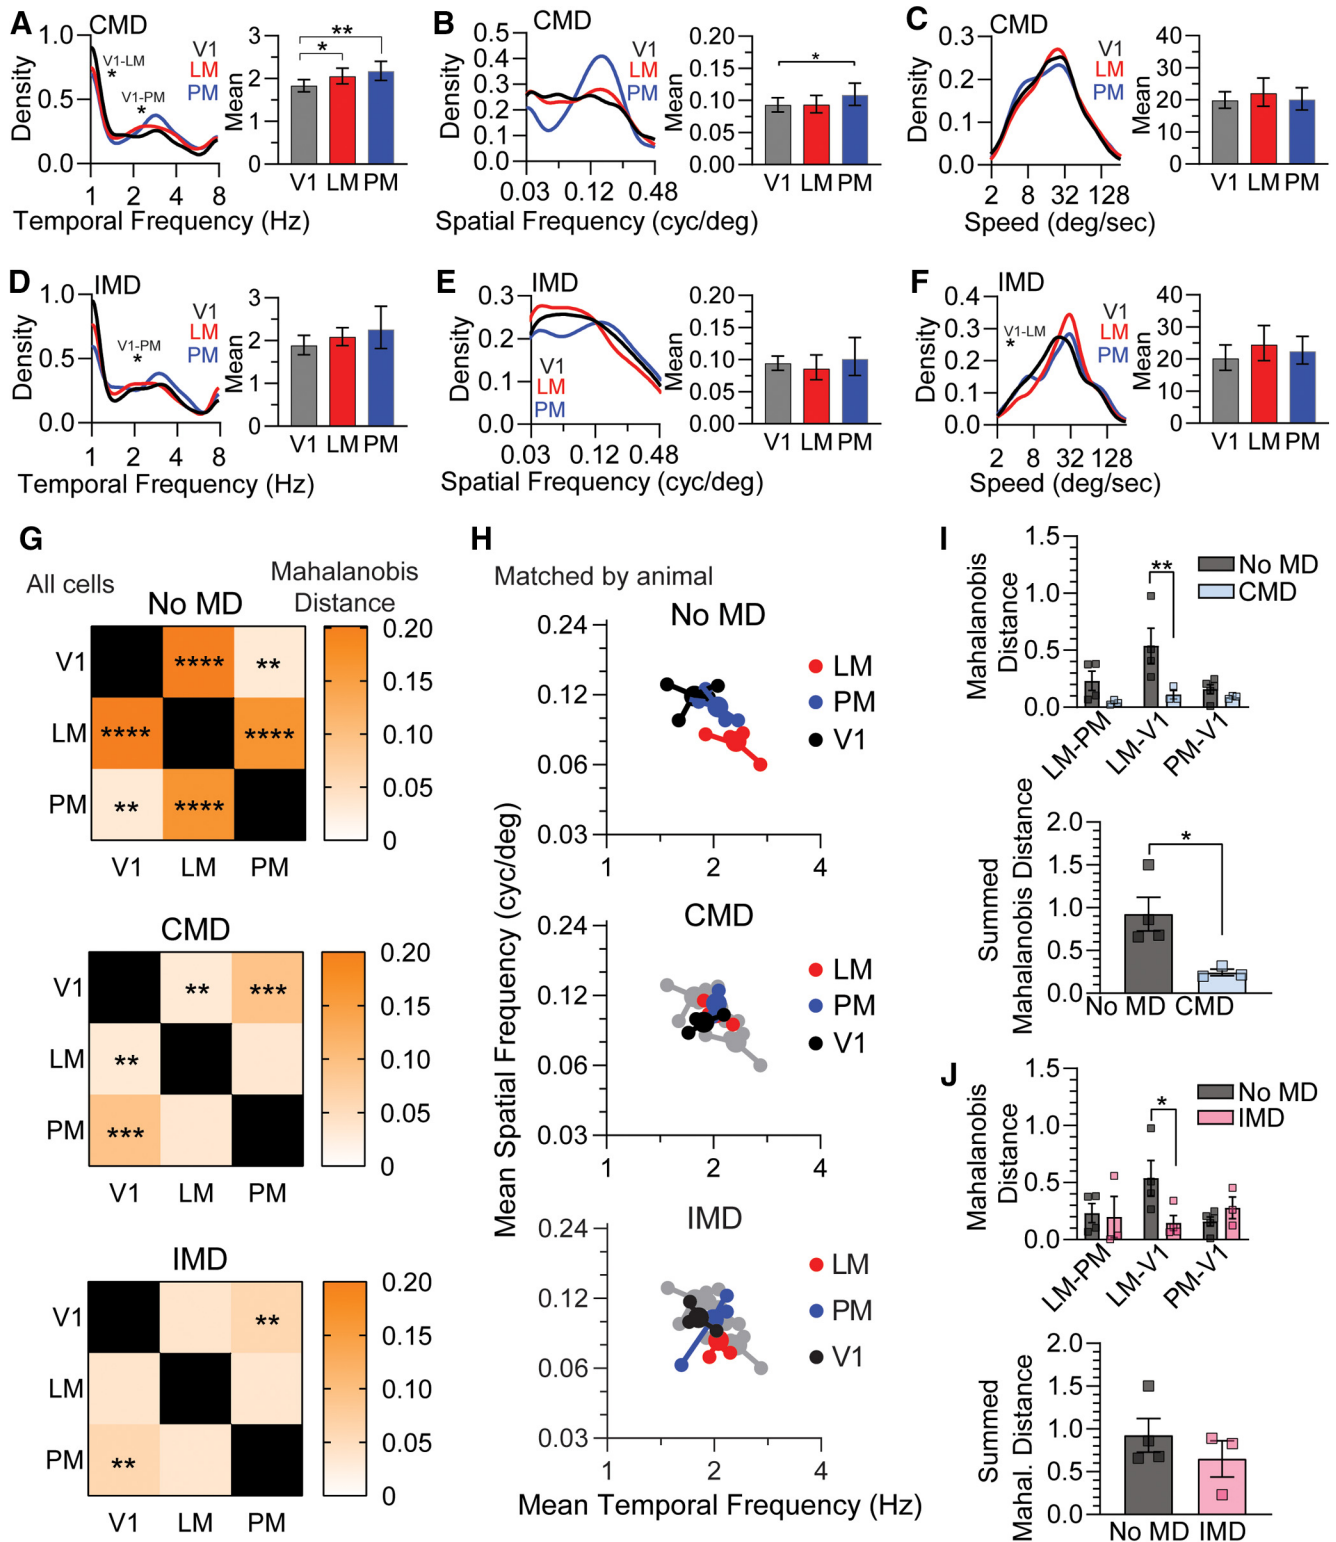 A
CMD
1.0
0.5
0.0
Density
V1-LM
*
V1-PM
*
V1
LM
PM
1 2 4 8
Temporal Frequency (Hz)
3
2
1
0
Mean
**
*
V1 LM PM
B
CMD
0.5
0.4
0.3
0.2
0.1
0.0
Density
V1
LM
PM
0.03 0.12 0.48
Spatial Frequency (cyc/deg)
0.20
0.15
0.10
0.05
0.00
Mean
*
V1 LM PM
C
CMD
0.3
0.2
0.1
0.0
Density
V1
LM
PM
2 8 32 128
Speed (deg/sec)
40
30
20
10
0
Mean
V1 LM PM
D
IMD
1.0
0.5
0.0
Density
V1-PM
*
V1
LM
PM
1 2 4 8
Temporal Frequency (Hz)
3
2
1
0
Mean
V1 LM PM
E
IMD
0.3
0.2
0.1
0.0
Density
V1
LM
PM
0.03 0.12 0.48
Spatial Frequency (cyc/deg)
0.20
0.15
0.10
0.05
0.00
Mean
V1 LM PM
F
IMD
0.4
0.3
0.2
0.1
0.0
Density
V1-LM
*
V1
LM
PM
2 8 32 128
Speed (deg/sec)
40
30
20
10
0
Mean
V1 LM PM
G
All cells
Mahalanobis
Distance
No MD
V1 **** **
LM **** ****
PM ** ****
V1 LM PM
0.20
0.15
0.10
0.05
0
CMD
V1 ** ***
LM **
PM ***
V1 LM PM
0.20
0.15
0.10
0.05
0
IMD
V1 **
LM
PM **
V1 LM PM
0.20
0.15
0.10
0.05
0
H
Matched by animal
Mean Spatial Frequency (cyc/deg)
No MD
0.24
0.12
0.06
0.03
LM
PM
V1
1 2 4
CMD
0.24
0.12
0.06
0.03
LM
PM
V1
1 2 4
IMD
0.24
0.12
0.06
0.03
LM
PM
V1
1 2 4
Mean Temporal Frequency (Hz)
I
Mahalanobis
Distance
1.5
1.0
0.5
0.0
**
No MD
CMD
LM-PM
LM-V1
PM-V1
Summed
Mahalanobis Distance
2.0
1.5
1.0
0.5
0.0
*
No MD CMD
J
Mahalanobis
Distance
1.5
1.0
0.5
0.0
*
No MD
IMD
LM-PM
LM-V1
PM-V1
Summed
Mahal. Distance
2.0
1.5
1.0
0.5
0.0
No MD IMD